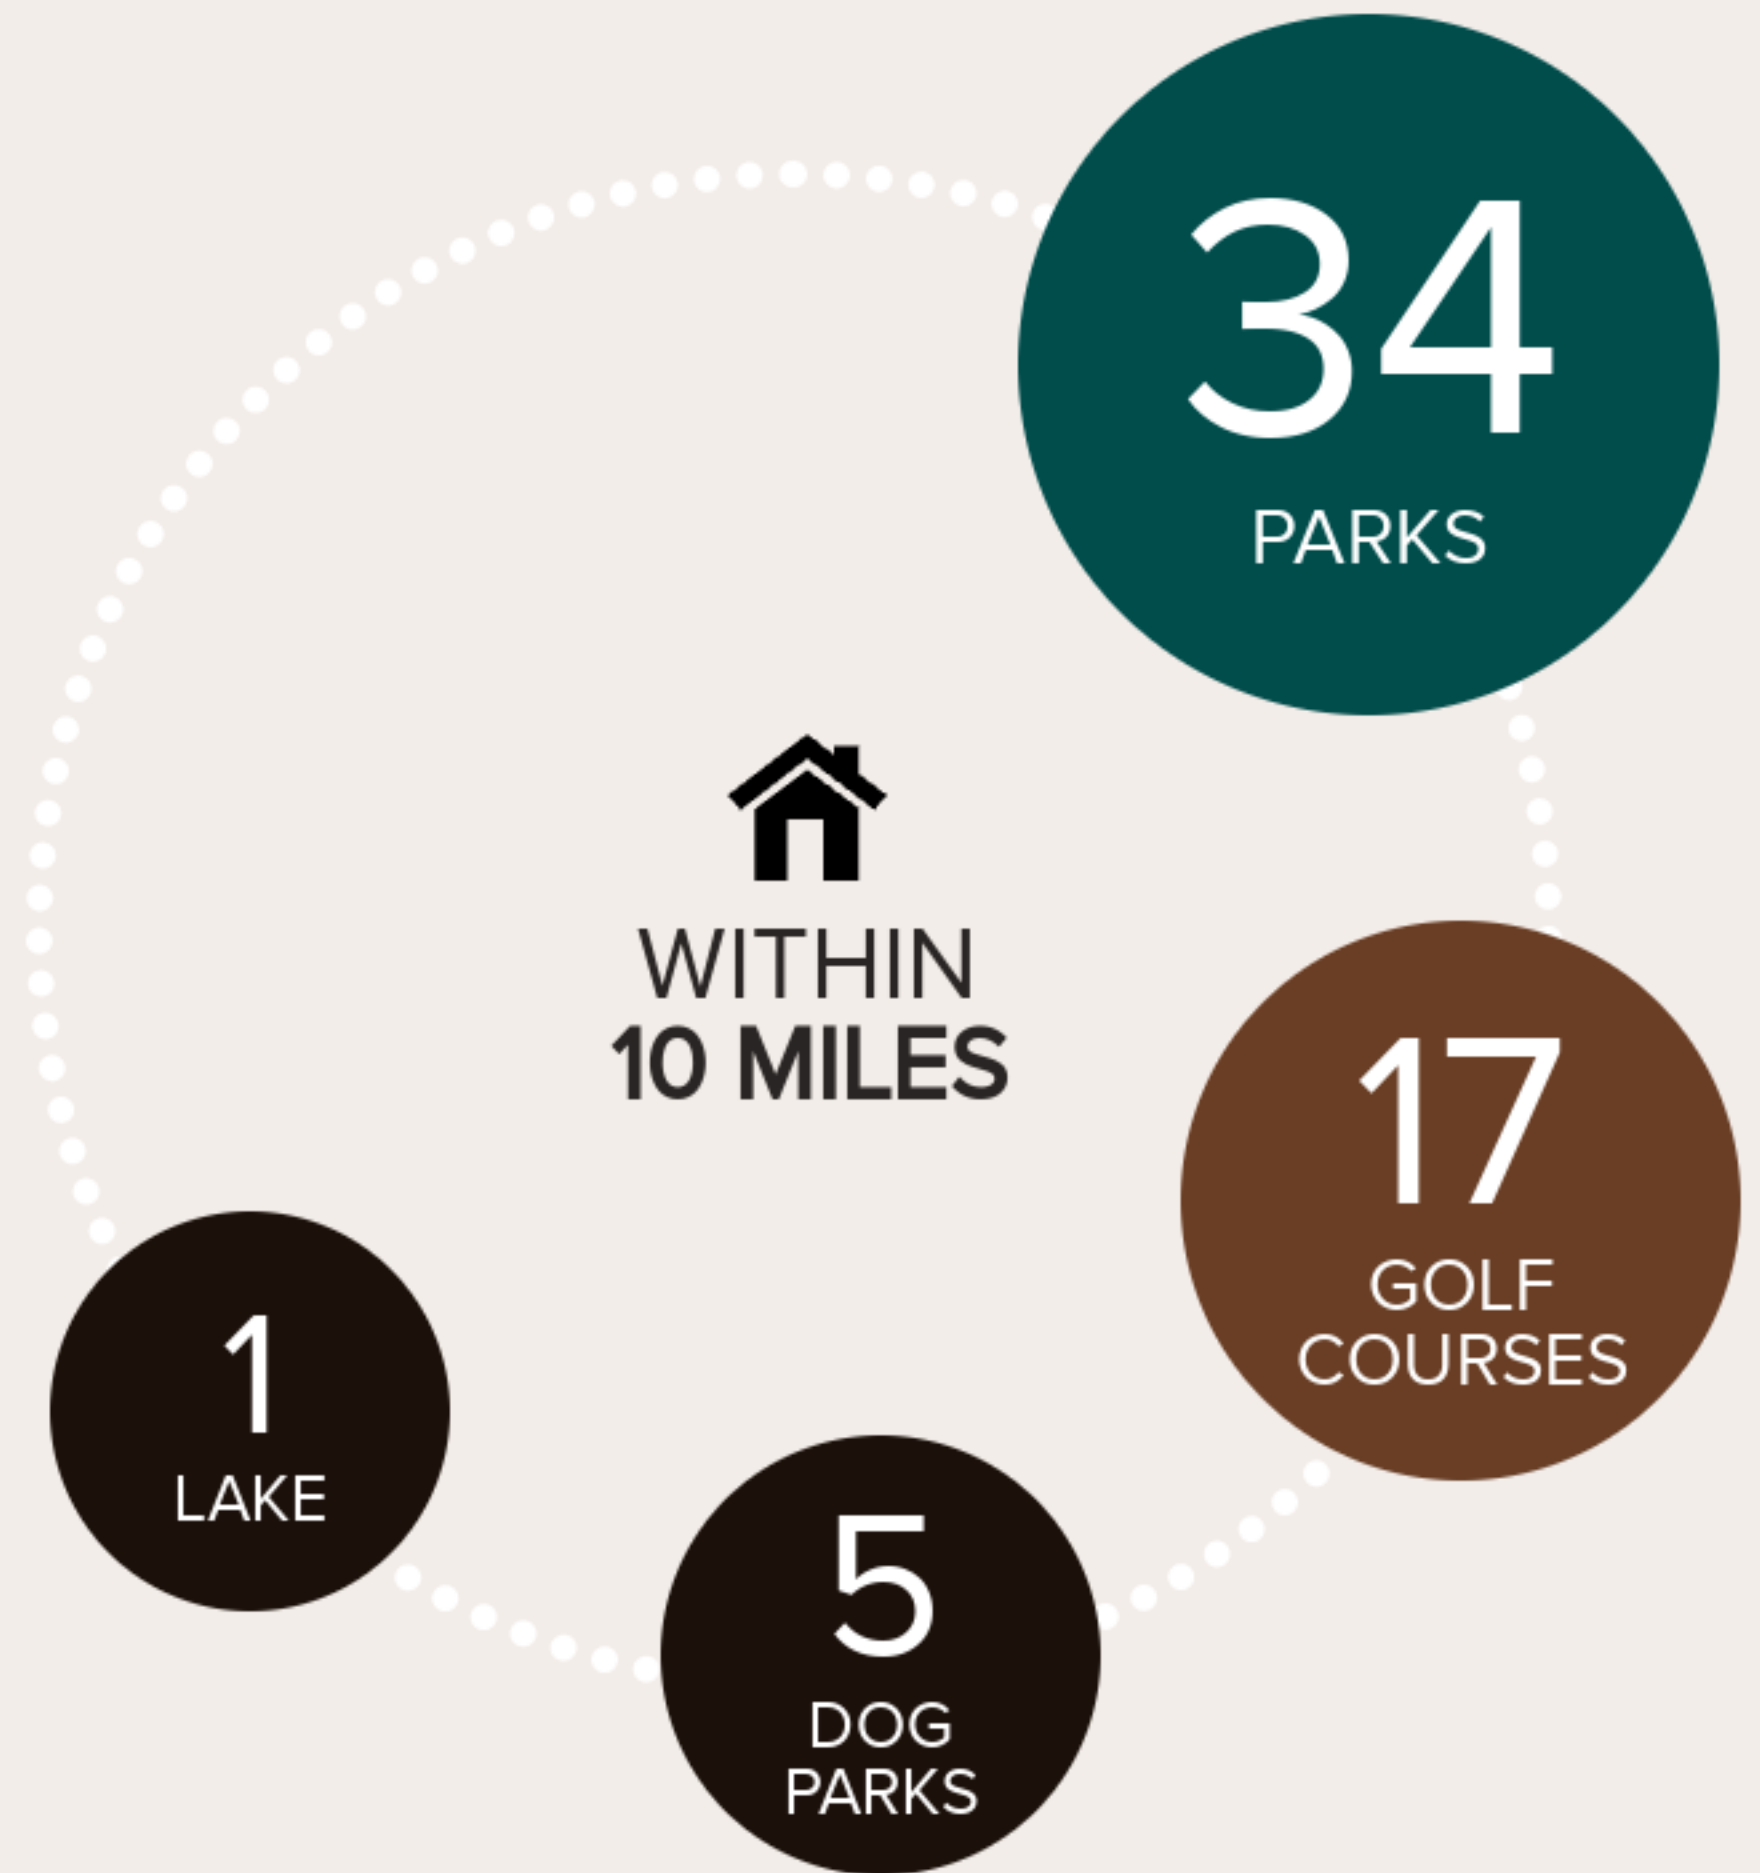 34
PARKS
WITHIN
10 MILES
17
GOLF
COURSES
1
LAKE
5
DOG
PARKS